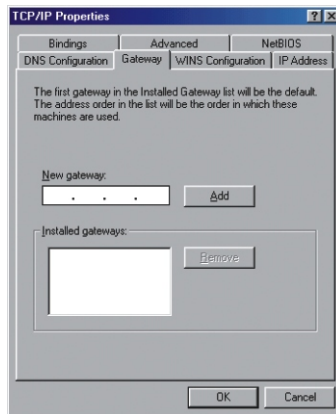 TCP/IP Properties
Bindings Advanced NetBIOS
DNS Configuration Gateway WINS Configuration IP Address
The first gateway in the Installed Gateway list will be the default.
The address order in the list will be the order in which these
machines are used.
New gateway:
. . .
Add
Installed gateways:
Remove
OK Cancel